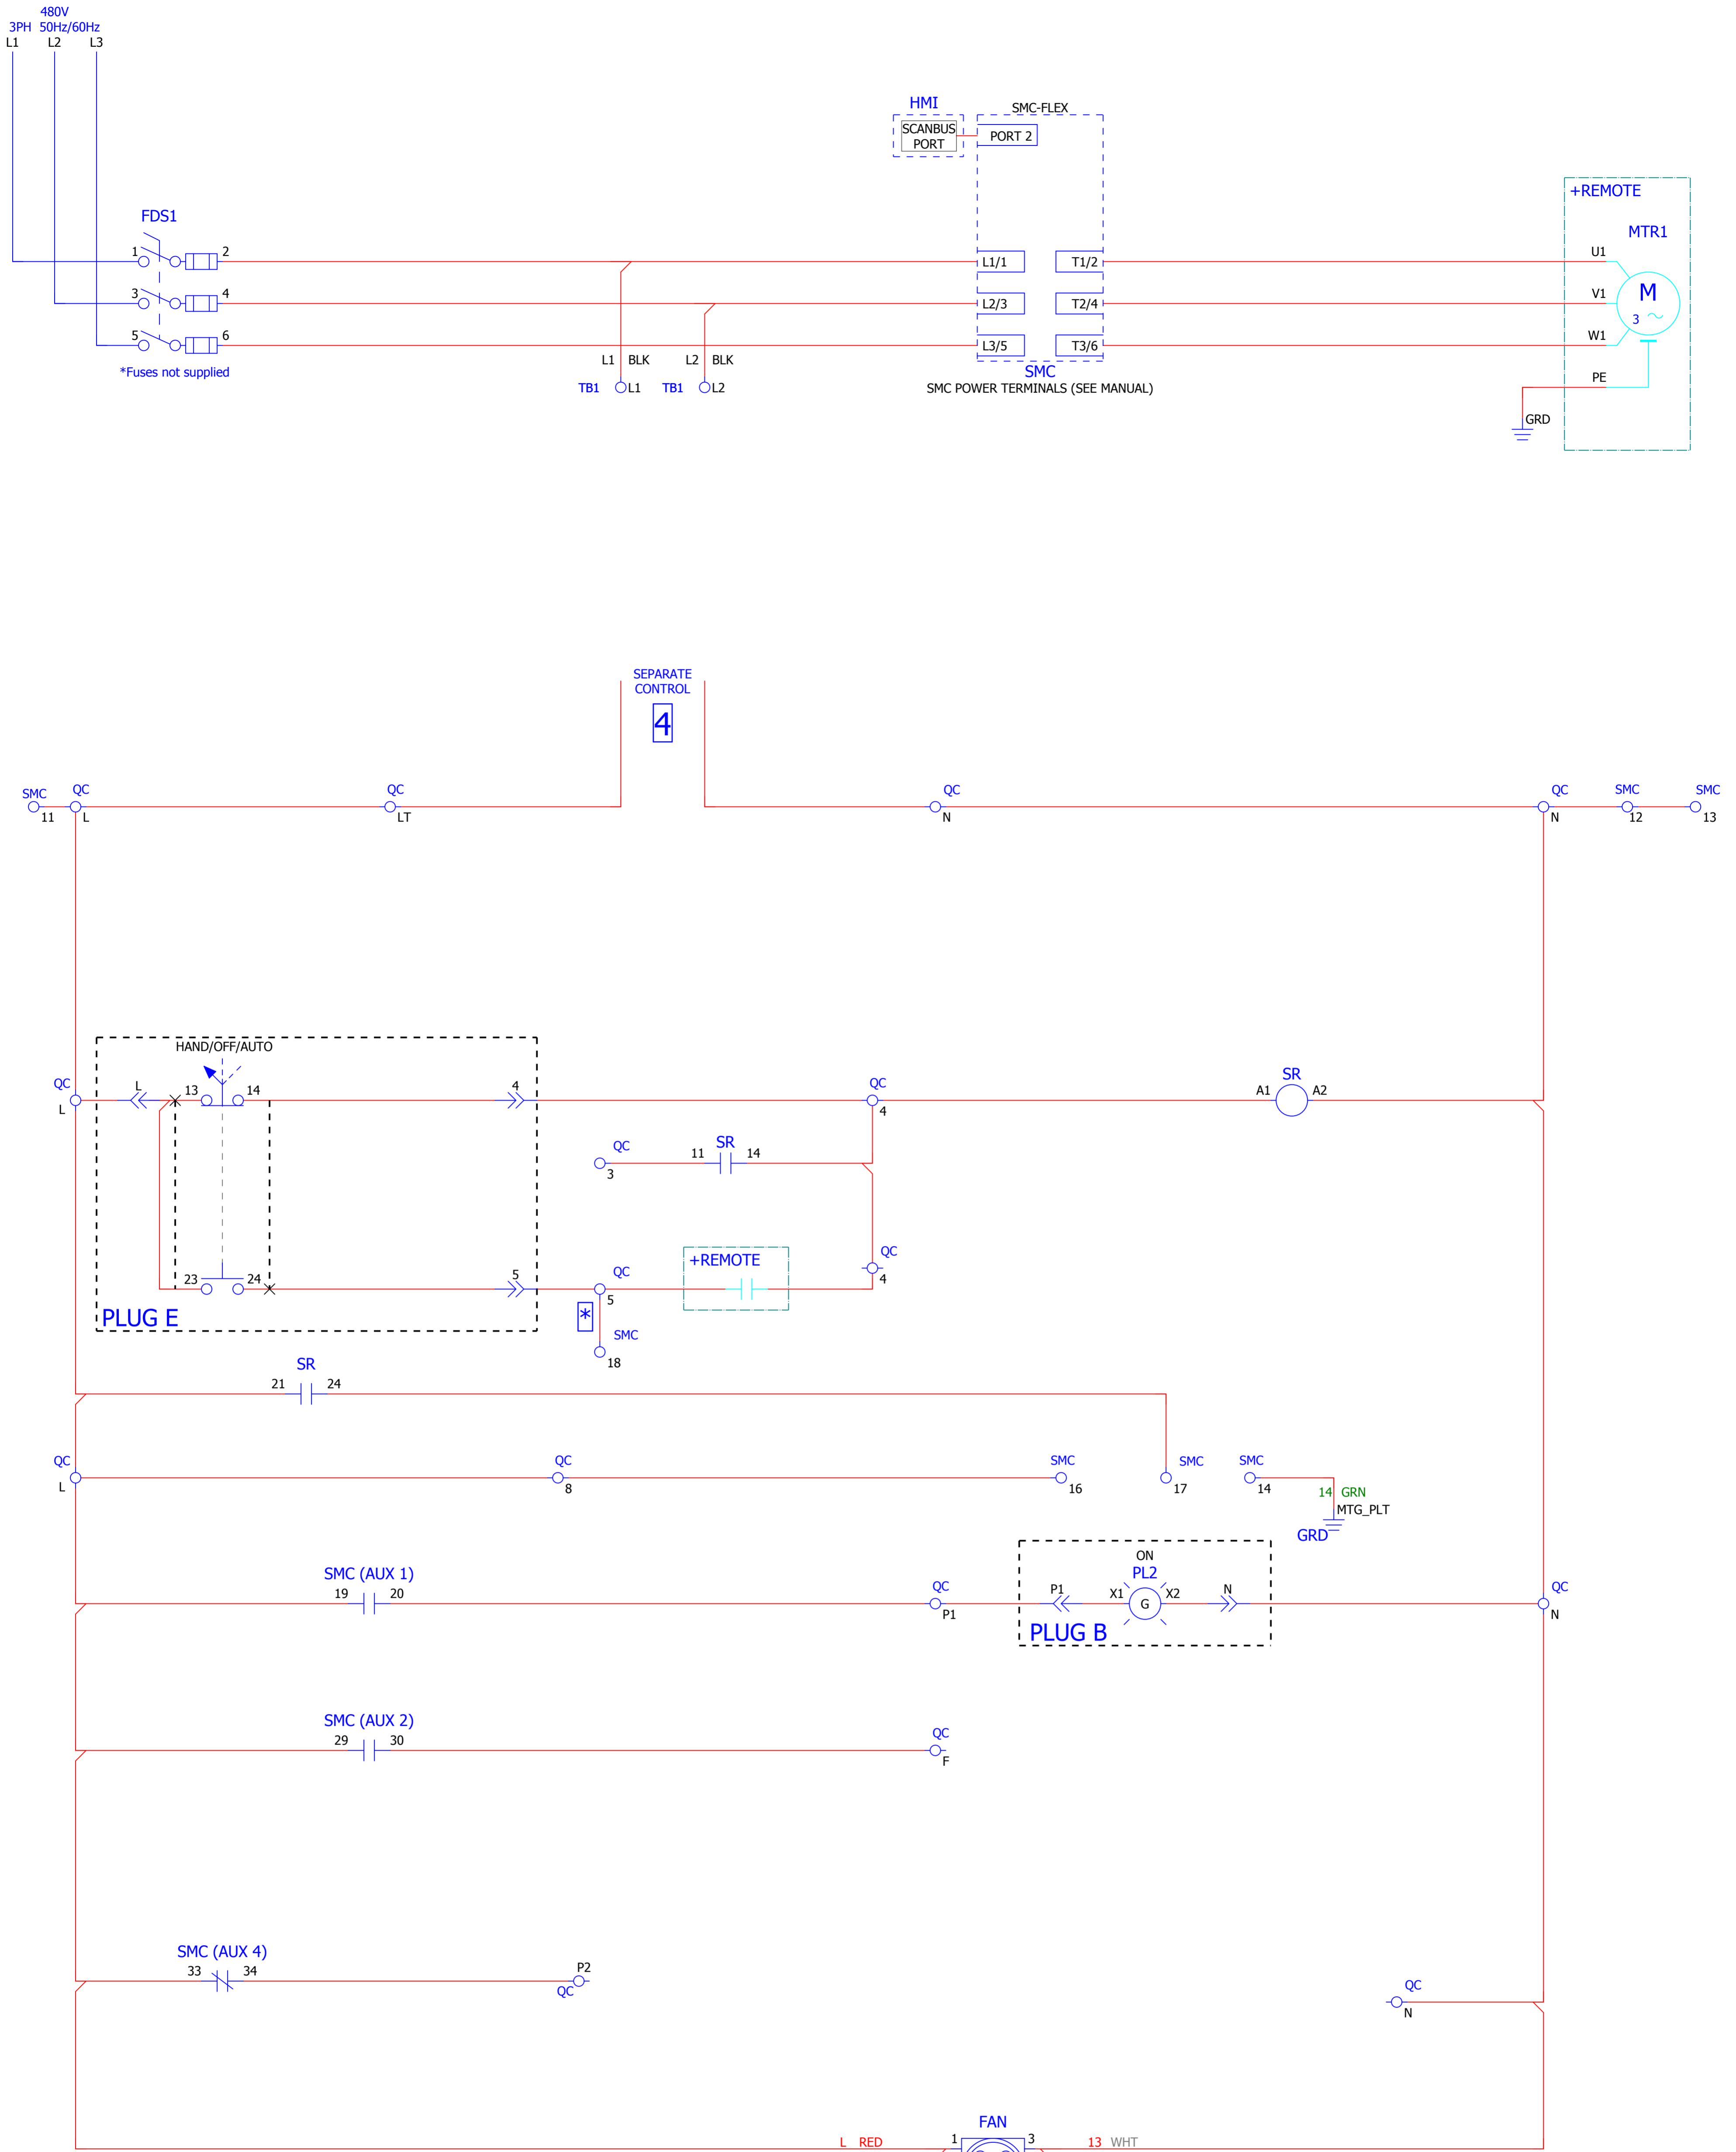 480V
3PH 50Hz/60Hz
L1 L2 L3
HMI
SMC-FLEX
SCANBUS
PORT
PORT 2
+REMOTE
FDS1
MTR1
1 2 L1/1 T1/2 U1
3 4 L2/3 T2/4 V1
M
3
5 6 L3/5 T3/6 W1
*Fuses not supplied
L1 BLK L2 BLK
SMC
TB1 L1 TB1 L2
SMC POWER TERMINALS (SEE MANUAL)
PE
GRD
SEPARATE
CONTROL
4
SMC QC QC QC QC SMC SMC
11 L LT N N 12 13
HAND/OFF/AUTO
QC L 13 14 4 QC SR
L 4 A1 A2
QC SR
3 11 14
+REMOTE
QC
4
23 24 5 QC
5
*
PLUG E
SMC
18
SR
21 24
QC QC SMC SMC SMC
L 8 16 17 14
14 GRN
MTG_PLT
GRD
ON
SMC (AUX 1) PL2
19 20 QC P1 X1 G X2 N QC
P1 N
PLUG B
SMC (AUX 2)
29 30 QC
F
SMC (AUX 4)
33 34 P2
QC
QC
N
FAN
L RED 1 3 13 WHT